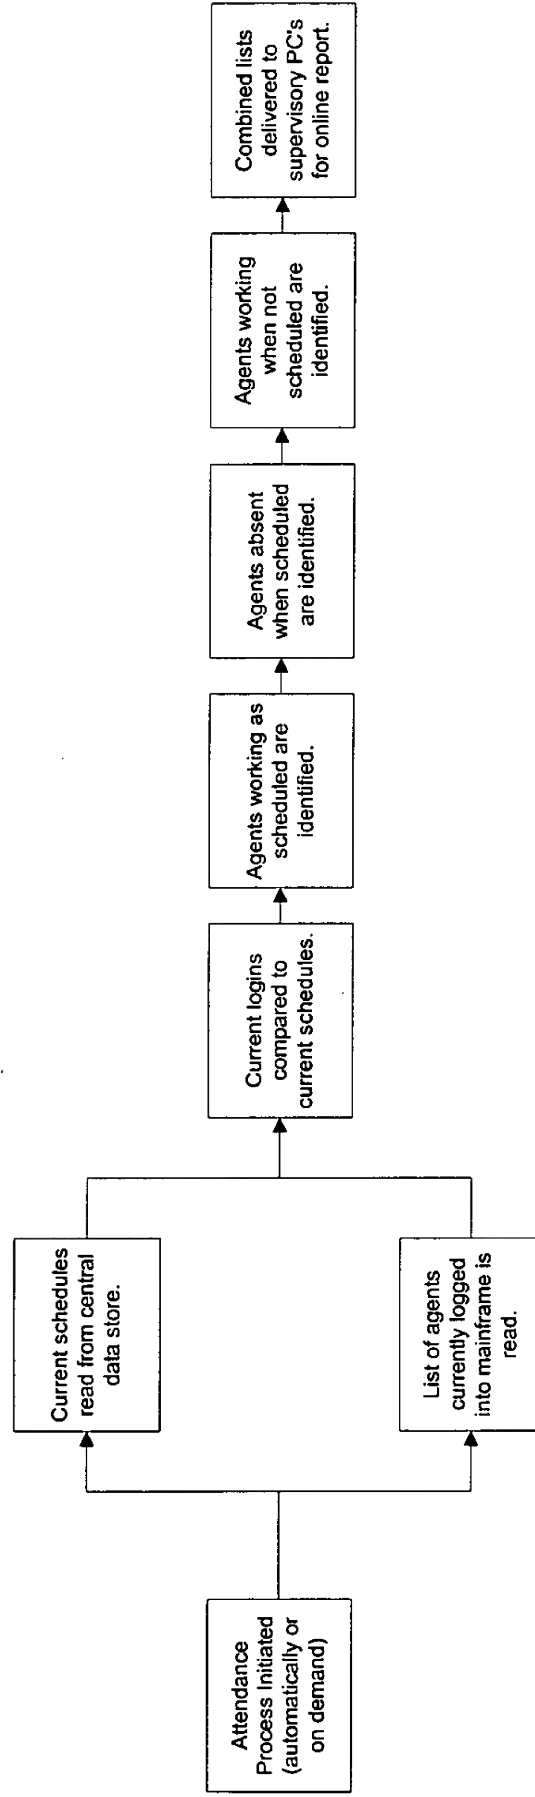 Attendance
Process Initiated
(automatically or
on demand)
Current schedules
read from central
data store.
List of agents
currently logged
into mainframe is
read.
Current logins
compared to
current schedules.
Agents working as
scheduled are
identified.
Agents absent
when scheduled
are identified.
Agents working
when not
scheduled are
identified.
Combined lists
delivered to
supervisory PC's
for online report.